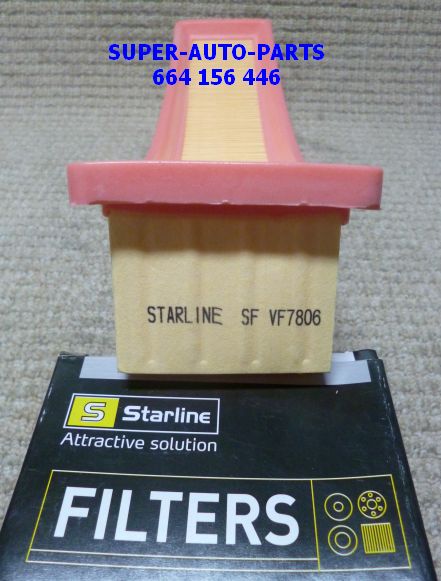 SUPER-AUTO-PARTS
664 156 446
STARLINE SF VF7806
S Starline
Attractive solution
FILTERS